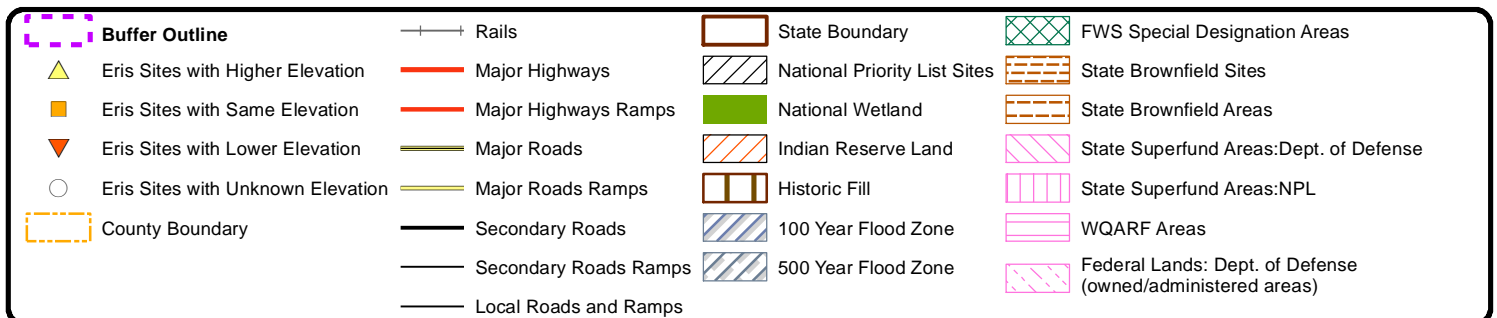 Buffer Outline
Eris Sites with Higher Elevation
Eris Sites with Same Elevation
Eris Sites with Lower Elevation
Eris Sites with Unknown Elevation
County Boundary
Rails
Major Highways
Major Highways Ramps
Major Roads
Major Roads Ramps
Secondary Roads
Secondary Roads Ramps
Local Roads and Ramps
State Boundary
National Priority List Sites
National Wetland
Indian Reserve Land
Historic Fill
100 Year Flood Zone
500 Year Flood Zone
FWS Special Designation Areas
State Brownfield Sites
State Brownfield Areas
State Superfund Areas:Dept. of Defense
State Superfund Areas:NPL
WQARF Areas
Federal Lands: Dept. of Defense
(owned/administered areas)